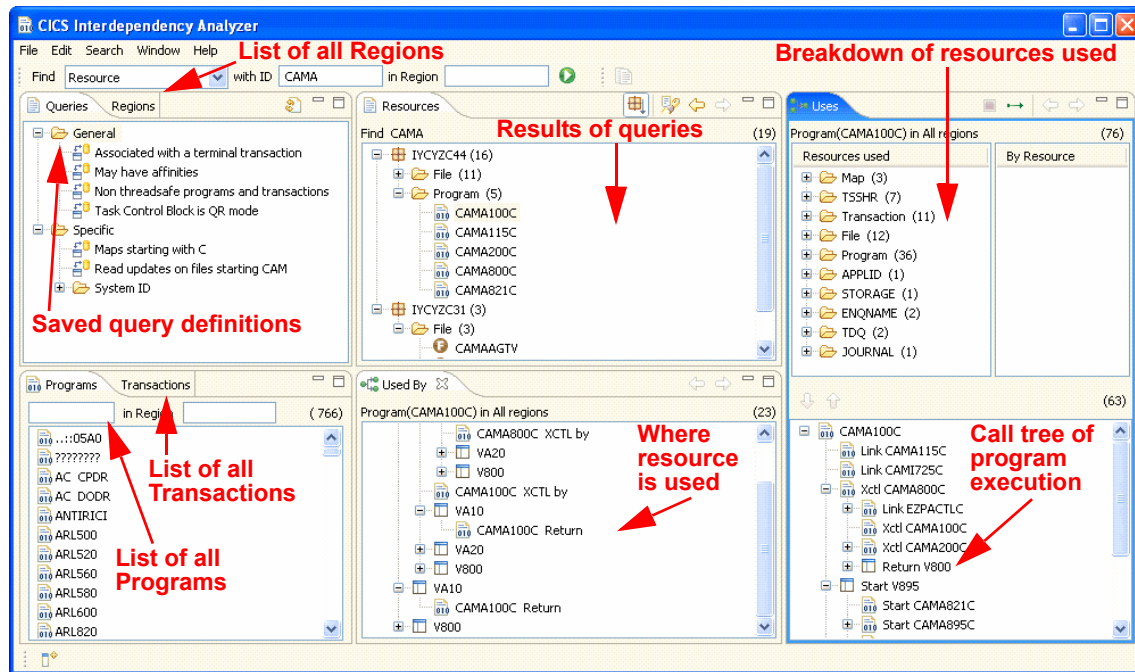 CICS Interdependency Analyzer
File Edit Search Window Help
List of all Regions
Breakdown of resources used
Find Resource with ID CAMA in Region
Queries Regions
General
Associated with a terminal transaction
May have affinities
Non threadsafe programs and transactions
Task Control Block is QR mode
Specific
Maps starting with C
Read updates on files starting CAM
System ID
Saved query definitions
Resources
Find CAMA (19)
Results of queries
IYCYZC44 (16)
File (11)
Program (5)
CAMA100C
CAMA115C
CAMA200C
CAMA800C
CAMA821C
IYCYZC31 (3)
File (3)
CAMAAGTV
Uses
Program(CAMA100C) in All regions (76)
Resources used By Resource
Map (3)
TSSHR (7)
Transaction (11)
File (12)
Program (36)
APPLID (1)
STORAGE (1)
ENQNAME (2)
TDQ (2)
JOURNAL (1)
Programs Transactions
in Region (766)
..::05A0
????????
AC CPDR
AC DODR
ANTIRICI
ARL500
ARL520
ARL560
ARL580
ARL600
ARL820
List of all
Transactions
List of all
Programs
Used By
Program(CAMA100C) in All regions (23)
CAMA800C XCTL by
VA20
V800
CAMA100C XCTL by
VA10
CAMA100C Return
VA20
V800
VA10
CAMA100C Return
V800
Where
resource
is used
(63)
CAMA100C
Link CAMA115C
Link CAMI725C
Xctl CAMA800C
Link EZPACTLC
Xctl CAMA100C
Xctl CAMA200C
Return V800
Start V895
Start CAMA821C
Start CAMA895C
Call tree of
program
execution